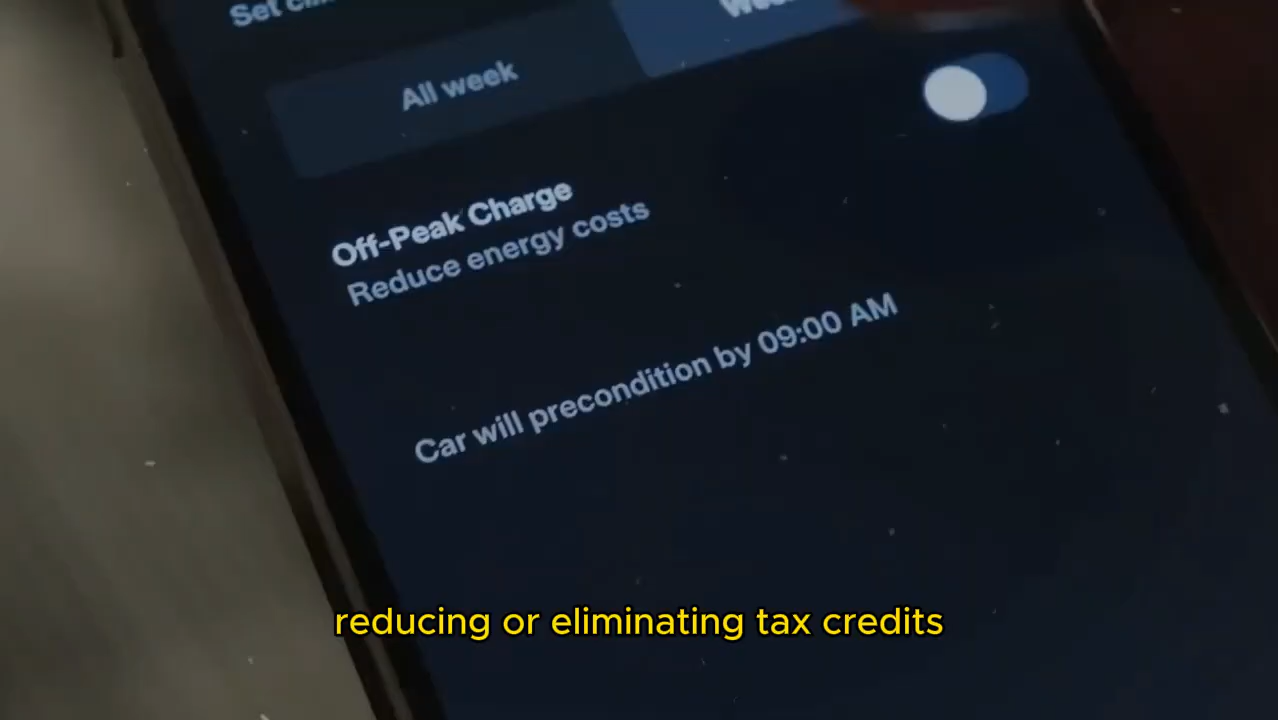 Set
All week
Off-Peak Charge
Reduce energy costs
Car will precondition by 09:00 AM
reducing or eliminating tax credits